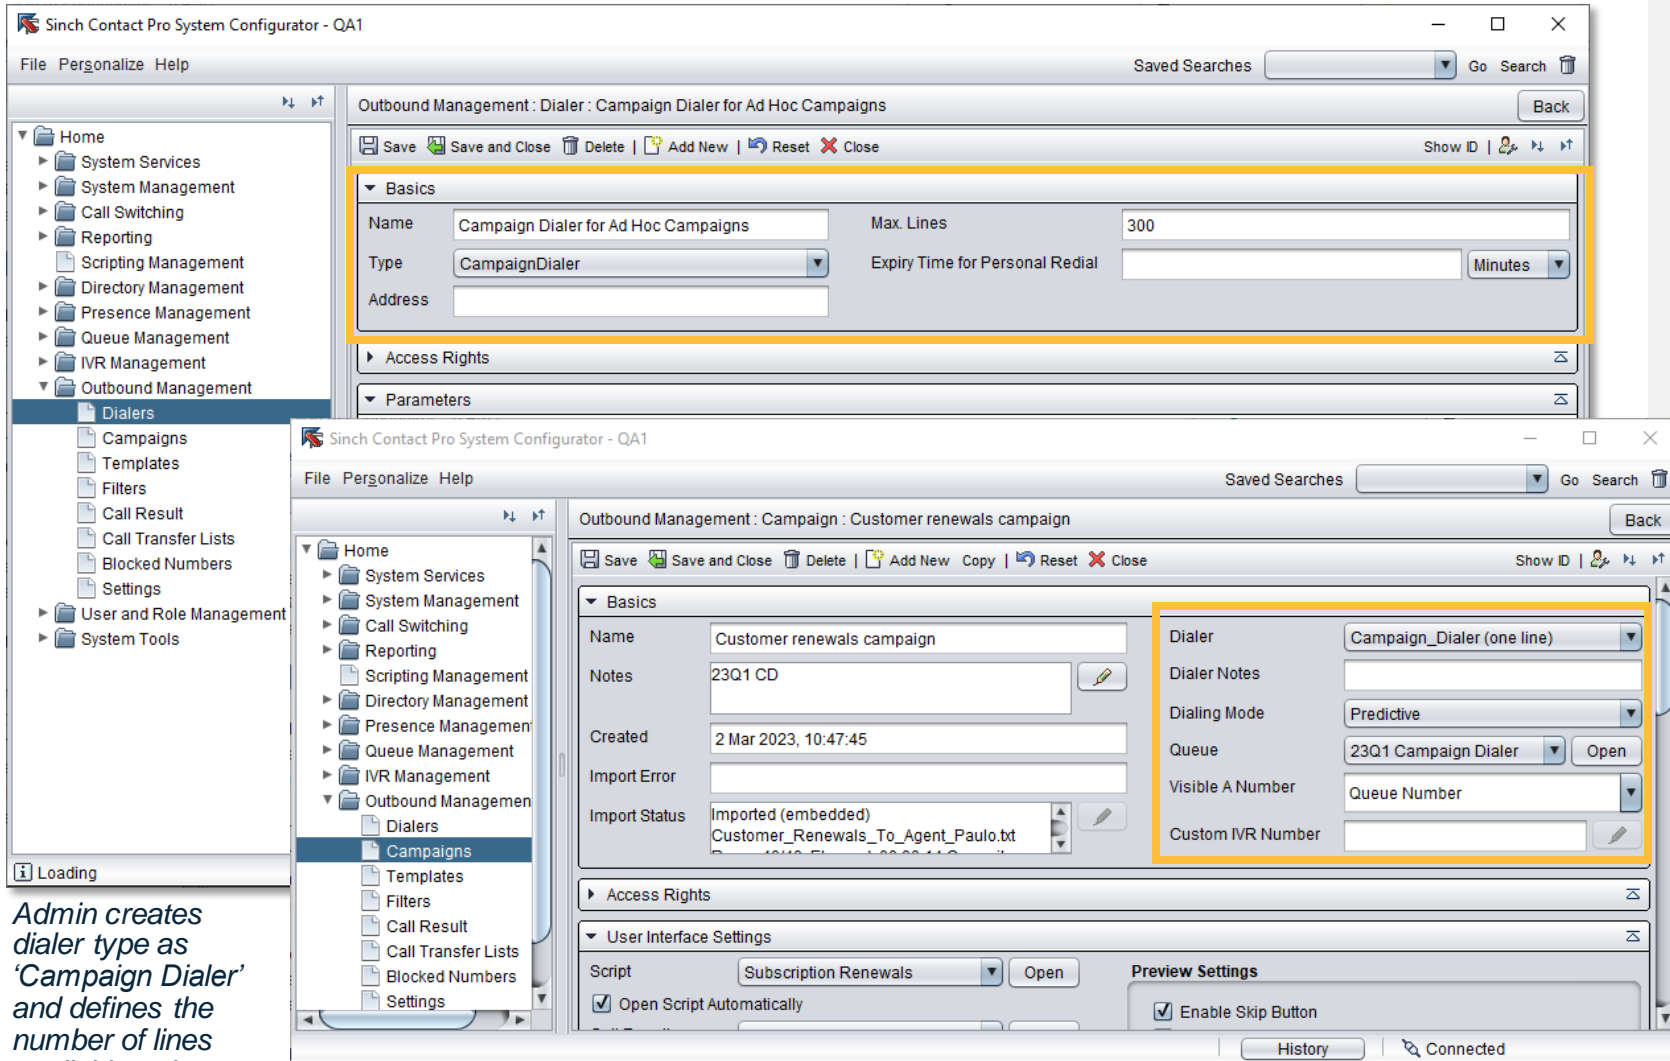 Sinch Contact Pro System Configurator - QA1
File Personalize Help
Saved Searches
Go Search
Outbound Management : Dialer : Campaign Dialer for Ad Hoc Campaigns
Back
Save Save and Close Delete | Add New | Reset Close
Show ID |
Home
System Services
System Management
Call Switching
Reporting
Scripting Management
Directory Management
Presence Management
Queue Management
IVR Management
Outbound Management
Dialers
Campaigns
Templates
Filters
Call Result
Call Transfer Lists
Blocked Numbers
Settings
User and Role Management
System Tools
Loading
Basics
Name Campaign Dialer for Ad Hoc Campaigns
Max. Lines 300
Type CampaignDialer
Expiry Time for Personal Redial Minutes
Address
Access Rights
Parameters
Sinch Contact Pro System Configurator - QA1
File Personalize Help
Saved Searches
Go Search
Outbound Management : Campaign : Customer renewals campaign
Back
Save Save and Close Delete | Add New Copy | Reset Close
Show ID |
Home
System Services
System Management
Call Switching
Reporting
Scripting Management
Directory Management
Presence Management
Queue Management
IVR Management
Outbound Managemen
Dialers
Campaigns
Templates
Filters
Call Result
Call Transfer Lists
Blocked Numbers
Settings
Basics
Name Customer renewals campaign
Notes 23Q1 CD
Created 2 Mar 2023, 10:47:45
Import Error
Import Status Imported (embedded)
Customer_Renewals_To_Agent_Paulo.txt
Dialer Campaign_Dialer (one line)
Dialer Notes
Dialing Mode Predictive
Queue 23Q1 Campaign Dialer Open
Visible A Number Queue Number
Custom IVR Number
Access Rights
User Interface Settings
Script Subscription Renewals Open
Open Script Automatically
Preview Settings
Enable Skip Button
History
Connected
Admin creates
dialer type as
‘Campaign Dialer’
and defines the
number of lines